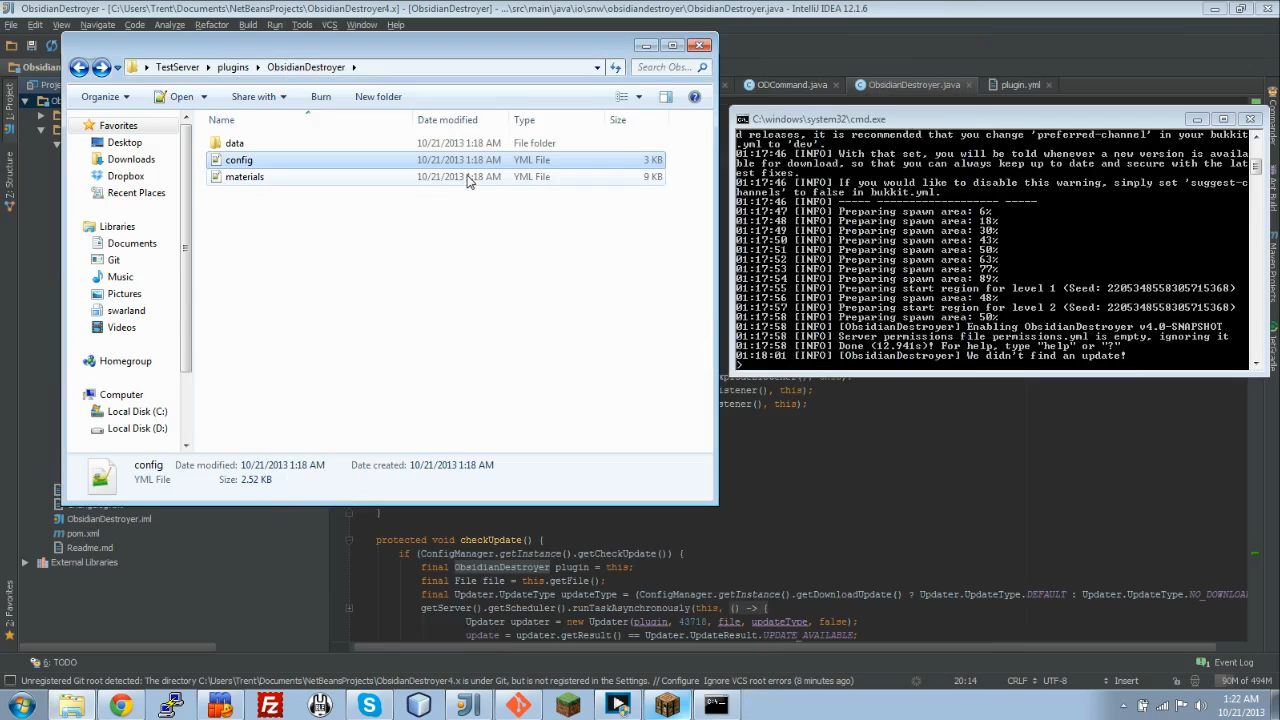 ObsidianDestroyer - [C:\Users\Trent\Documents\NetBeansProjects\ObsidianDestroyer4.x] - [ObsidianDestroyer] - ...\src\main\java\io\snw\obsidiandestroyer\ObsidianDestroyer.java - IntelliJ IDEA 12.1.6
File Edit View Navigate Code Analyze Refactor Build Run Tools VCS Window Help
TestServer plugins ObsidianDestroyer
Search Obs...
Organize Open Share with Burn New folder
Name Date modified Type Size
Favorites
Desktop
Downloads
Dropbox
Recent Places
Libraries
Documents
Git
Music
Pictures
swarland
Videos
Homegroup
Computer
Local Disk (C:)
Local Disk (D:)
data 10/21/2013 1:18 AM File folder
config 10/21/2013 1:18 AM YML File 3 KB
materials 10/21/2013 1:18 AM YML File 9 KB
config Date modified: 10/21/2013 1:18 AM Date created: 10/21/2013 1:18 AM
YML File Size: 2.52 KB
ODCommand.java ObsidianDestroyer.java plugin.yml
C:\windows\system32\cmd.exe
d releases, it is recommended that you change 'preferred-channel' in your bukkit
.yml to 'dev'.
01:17:46 [INFO] With that set, you will be told whenever a new version is availa
ble for download, so that you can always keep up to date and secure with the lat
est fixes.
01:17:46 [INFO] If you would like to disable this warning, simply set 'suggest-c
hannels' to false in bukkit.yml.
01:17:46 [INFO] ----- ------------------- -----
01:17:47 [INFO] Preparing spawn area: 6%
01:17:48 [INFO] Preparing spawn area: 18%
01:17:49 [INFO] Preparing spawn area: 30%
01:17:50 [INFO] Preparing spawn area: 43%
01:17:51 [INFO] Preparing spawn area: 50%
01:17:52 [INFO] Preparing spawn area: 63%
01:17:53 [INFO] Preparing spawn area: 77%
01:17:54 [INFO] Preparing spawn area: 89%
01:17:55 [INFO] Preparing start region for level 1 (Seed: 2205348558305715368)
01:17:56 [INFO] Preparing spawn area: 48%
01:17:57 [INFO] Preparing start region for level 2 (Seed: 2205348558305715368)
01:17:58 [INFO] Preparing spawn area: 50%
01:17:58 [INFO] [ObsidianDestroyer] Enabling ObsidianDestroyer v4.0-SNAPSHOT
01:17:58 [INFO] Server permissions file permissions.yml is empty, ignoring it
01:17:58 [INFO] Done (12.941s)! For help, type "help" or "?"
01:18:01 [INFO] [ObsidianDestroyer] We didn't find an update!
>
istener(), this);
stener(), this);
ObsidianDestroyer.iml
pom.xml
Readme.md
External Libraries
}
protected void checkUpdate() {
if (ConfigManager.getInstance().getCheckUpdate()) {
final ObsidianDestroyer plugin = this;
final File file = this.getFile();
final Updater.UpdateType updateType = (ConfigManager.getInstance().getDownloadUpdate() ? Updater.UpdateType.DEFAULT : Updater.UpdateType.NO_DOWNLOA
getServer().getScheduler().runTaskAsynchronously(this, () -> {
Updater updater = new Updater(plugin, 43718, file, updateType, false);
update = updater.getResult() == Updater.UpdateResult.UPDATE_AVAILABLE;
1: Project
Z: Structure
2: Favorites
Commander
Maven Projects
6: TODO
Event Log
Unregistered Git root detected: The directory C:\Users\Trent\Documents\NetBeansProjects\ObsidianDestroyer4.x is under Git, but is not registered in the Settings. // Configure Ignore VCS root errors (8 minutes ago)
20:14 CRLF UTF-8 Insert 90M of 494M
1:22 AM
10/21/2013